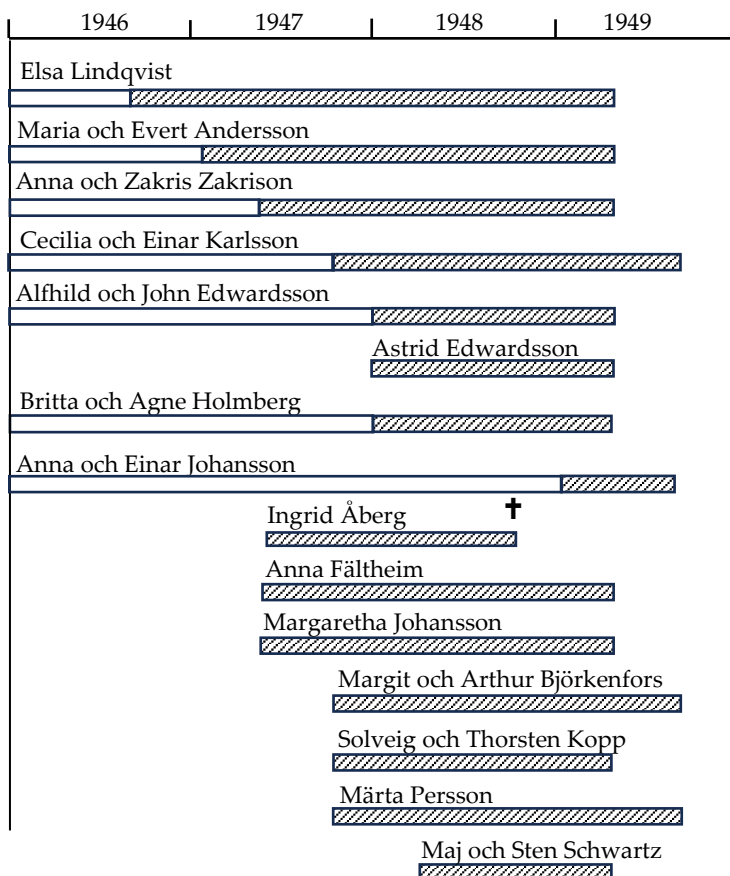 1946 1947 1948 1949
Elsa Lindqvist
Maria och Evert Andersson
Anna och Zakris Zakrison
Cecilia och Einar Karlsson
Alfhild och John Edwardsson
Astrid Edwardsson
Britta och Agne Holmberg
Anna och Einar Johansson
Ingrid Åberg
Anna Fältheim
Margaretha Johansson
Margit och Arthur Björkenfors
Solveig och Thorsten Kopp
Märta Persson
Maj och Sten Schwartz